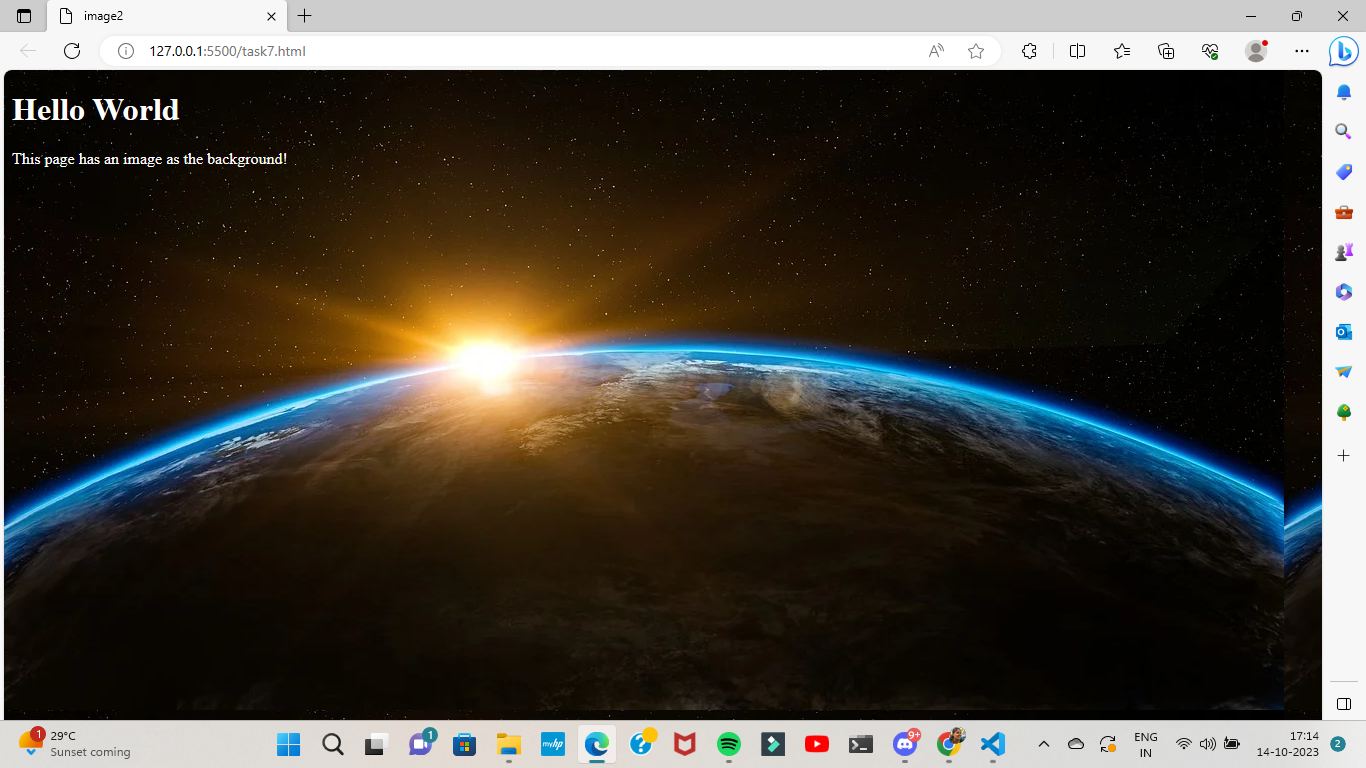 image2
127.0.0.1:5500/task7.html
Hello World
This page has an image as the background!
1
29°C
Sunset coming
1
myhp
?
9+
ENG
IN
17:14
14-10-2023
2